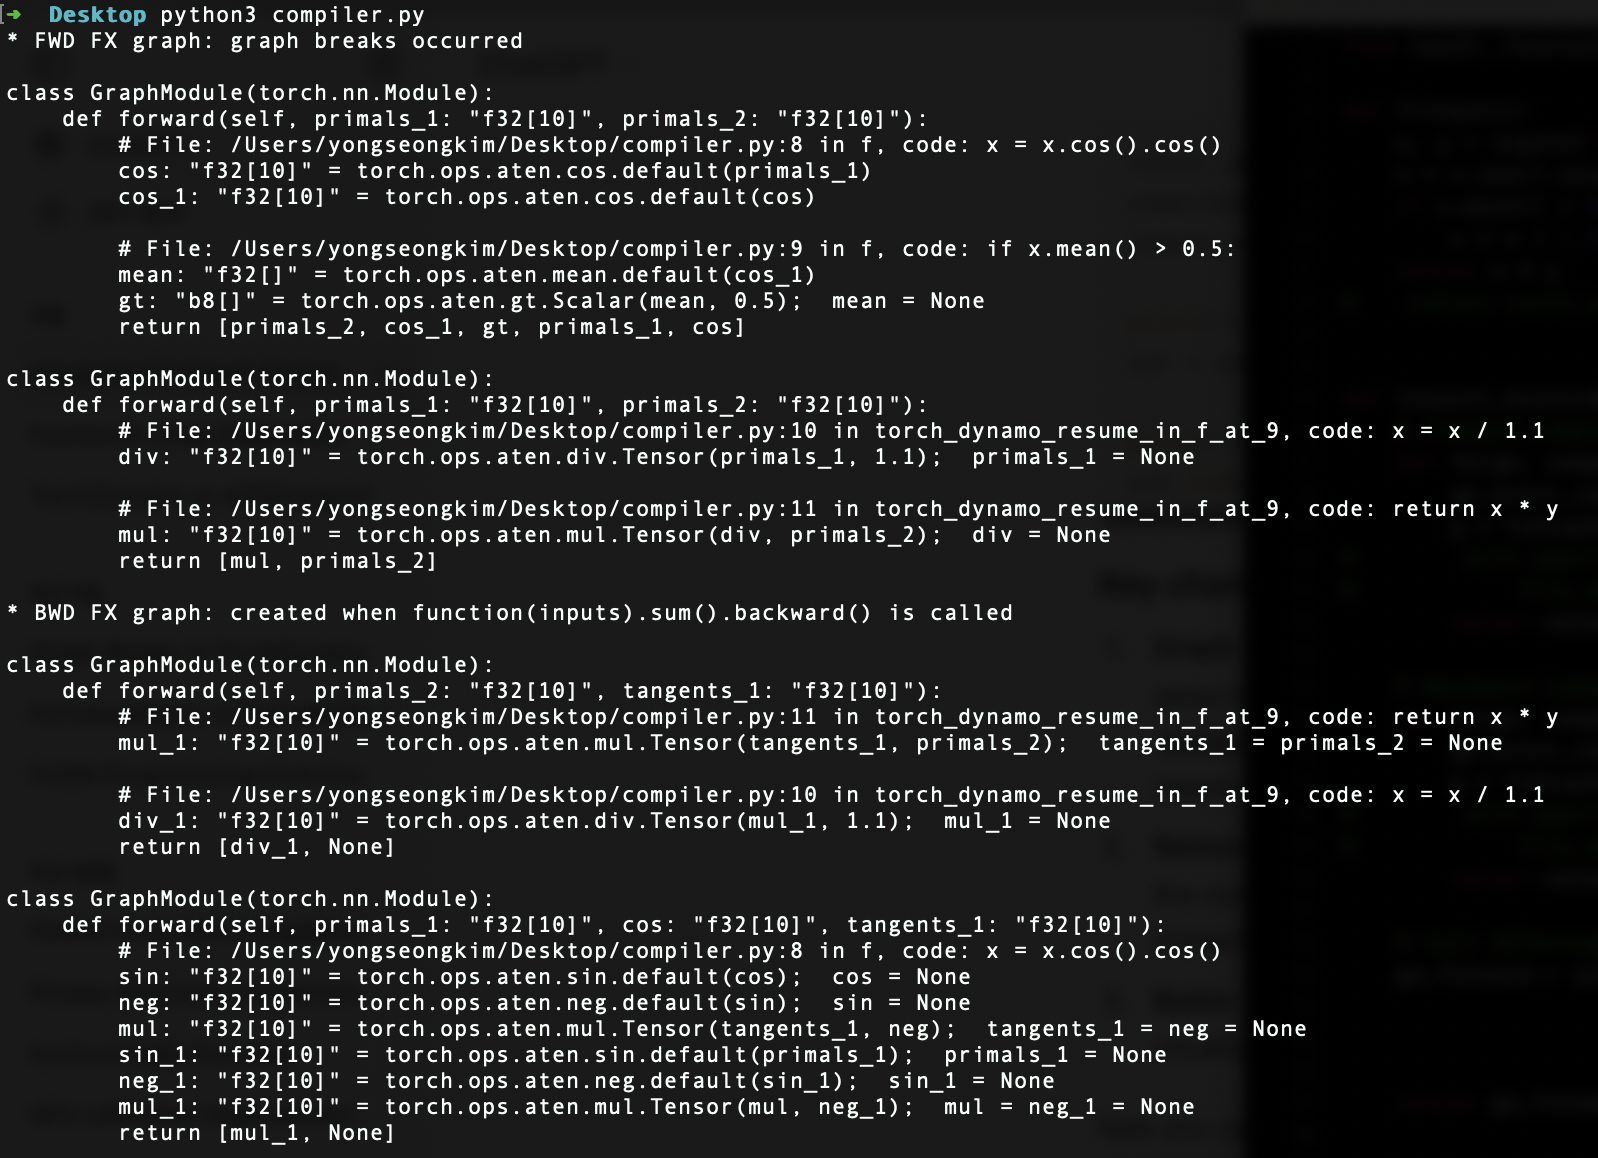 [➜  Desktop python3 compiler.py
* FWD FX graph: graph breaks occurred
class GraphModule(torch.nn.Module):
    def forward(self, primals_1: "f32[10]", primals_2: "f32[10]"):
        # File: /Users/yongseongkim/Desktop/compiler.py:8 in f, code: x = x.cos().cos()
        cos: "f32[10]" = torch.ops.aten.cos.default(primals_1)
        cos_1: "f32[10]" = torch.ops.aten.cos.default(cos)
        # File: /Users/yongseongkim/Desktop/compiler.py:9 in f, code: if x.mean() > 0.5:
        mean: "f32[]" = torch.ops.aten.mean.default(cos_1)
        gt: "b8[]" = torch.ops.aten.gt.Scalar(mean, 0.5);  mean = None
        return [primals_2, cos_1, gt, primals_1, cos]
class GraphModule(torch.nn.Module):
    def forward(self, primals_1: "f32[10]", primals_2: "f32[10]"):
        # File: /Users/yongseongkim/Desktop/compiler.py:10 in torch_dynamo_resume_in_f_at_9, code: x = x / 1.1
        div: "f32[10]" = torch.ops.aten.div.Tensor(primals_1, 1.1);  primals_1 = None
        # File: /Users/yongseongkim/Desktop/compiler.py:11 in torch_dynamo_resume_in_f_at_9, code: return x * y
        mul: "f32[10]" = torch.ops.aten.mul.Tensor(div, primals_2);  div = None
        return [mul, primals_2]
* BWD FX graph: created when function(inputs).sum().backward() is called
class GraphModule(torch.nn.Module):
    def forward(self, primals_2: "f32[10]", tangents_1: "f32[10]"):
        # File: /Users/yongseongkim/Desktop/compiler.py:11 in torch_dynamo_resume_in_f_at_9, code: return x * y
        mul_1: "f32[10]" = torch.ops.aten.mul.Tensor(tangents_1, primals_2);  tangents_1 = primals_2 = None
        # File: /Users/yongseongkim/Desktop/compiler.py:10 in torch_dynamo_resume_in_f_at_9, code: x = x / 1.1
        div_1: "f32[10]" = torch.ops.aten.div.Tensor(mul_1, 1.1);  mul_1 = None
        return [div_1, None]
class GraphModule(torch.nn.Module):
    def forward(self, primals_1: "f32[10]", cos: "f32[10]", tangents_1: "f32[10]"):
        # File: /Users/yongseongkim/Desktop/compiler.py:8 in f, code: x = x.cos().cos()
        sin: "f32[10]" = torch.ops.aten.sin.default(cos);  cos = None
        neg: "f32[10]" = torch.ops.aten.neg.default(sin);  sin = None
        mul: "f32[10]" = torch.ops.aten.mul.Tensor(tangents_1, neg);  tangents_1 = neg = None
        sin_1: "f32[10]" = torch.ops.aten.sin.default(primals_1);  primals_1 = None
        neg_1: "f32[10]" = torch.ops.aten.neg.default(sin_1);  sin_1 = None
        mul_1: "f32[10]" = torch.ops.aten.mul.Tensor(mul, neg_1);  mul = neg_1 = None
        return [mul_1, None]